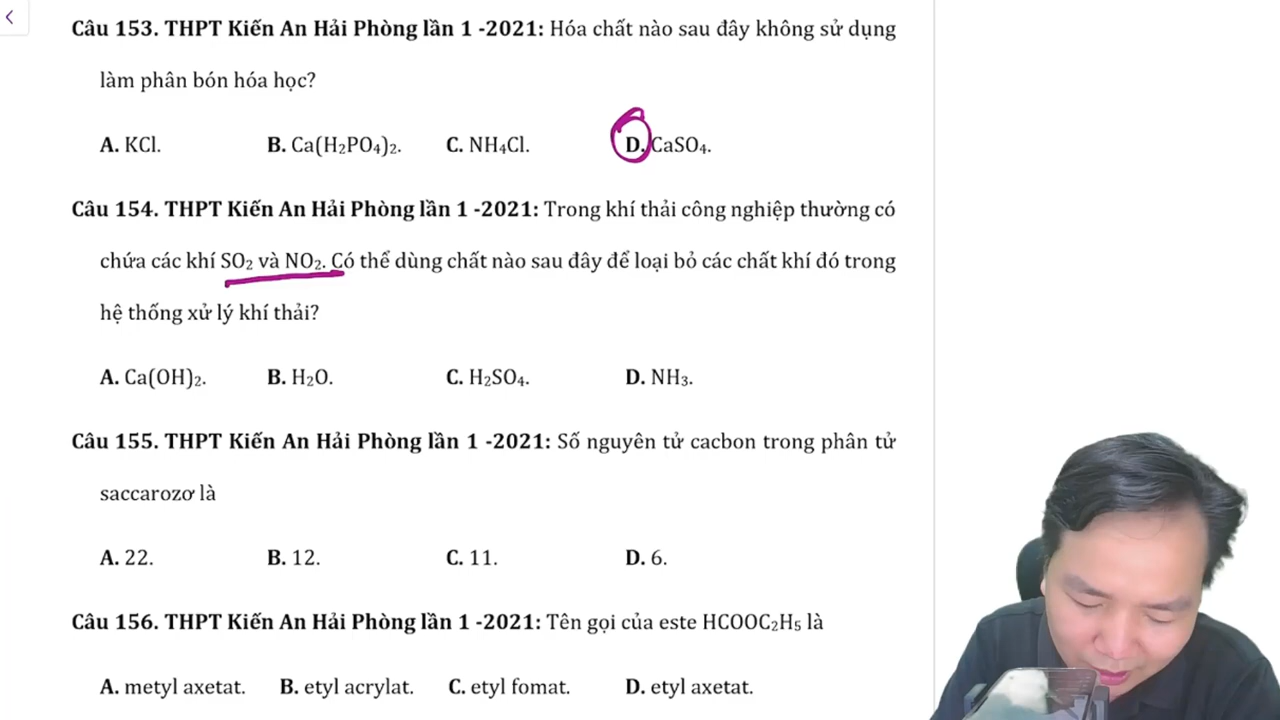 Câu 153. THPT Kiến An Hải Phòng lần 1 -2021: Hóa chất nào sau đây không sử dụng
làm phân bón hóa học?
A. KCl. B. Ca(H₂PO₄)₂. C. NH₄Cl. D. CaSO₄.
Câu 154. THPT Kiến An Hải Phòng lần 1 -2021: Trong khí thải công nghiệp thường có
chứa các khí SO₂ và NO₂. Có thể dùng chất nào sau đây để loại bỏ các chất khí đó trong
hệ thống xử lý khí thải?
A. Ca(OH)₂. B. H₂O. C. H₂SO₄. D. NH₃.
Câu 155. THPT Kiến An Hải Phòng lần 1 -2021: Số nguyên tử cacbon trong phân tử
saccarozơ là
A. 22. B. 12. C. 11. D. 6.
Câu 156. THPT Kiến An Hải Phòng lần 1 -2021: Tên gọi của este HCOOC₂H₅ là
A. metyl axetat. B. etyl acrylat. C. etyl fomat. D. etyl axetat.